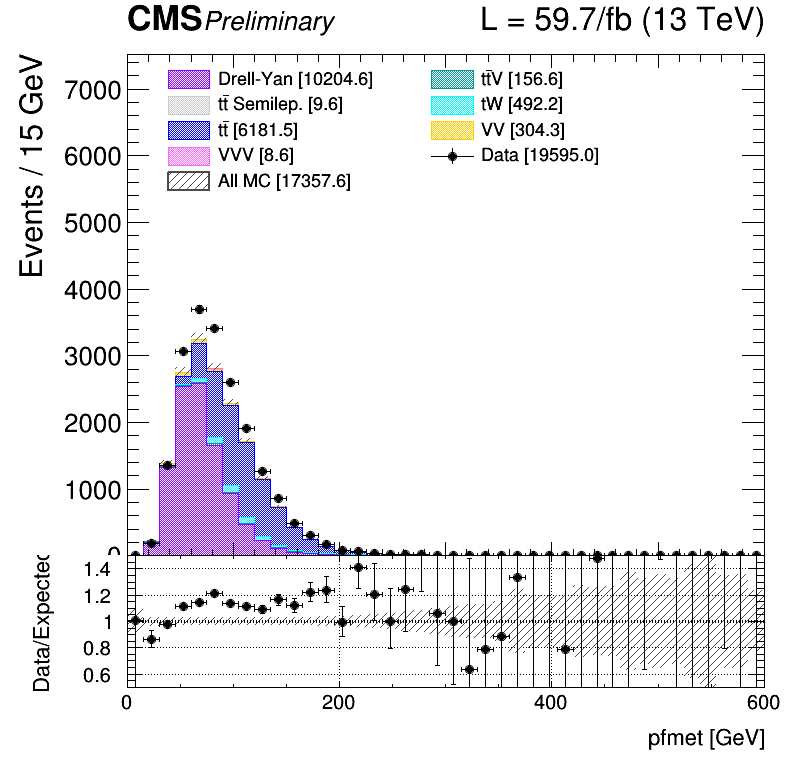 CMS Preliminary L = 59.7/fb (13 TeV)
Events / 15 GeV
7000
6000
5000
4000
3000
2000
1000
0
Drell-Yan [10204.6]
tt̄ Semilep. [9.6]
tt̄ [6181.5]
VVV [8.6]
All MC [17357.6]
tt̄V [156.6]
tW [492.2]
VV [304.3]
Data [19595.0]
Data/Expected
1.4
1.2
1
0.8
0.6
0 200 400 600
pfmet [GeV]